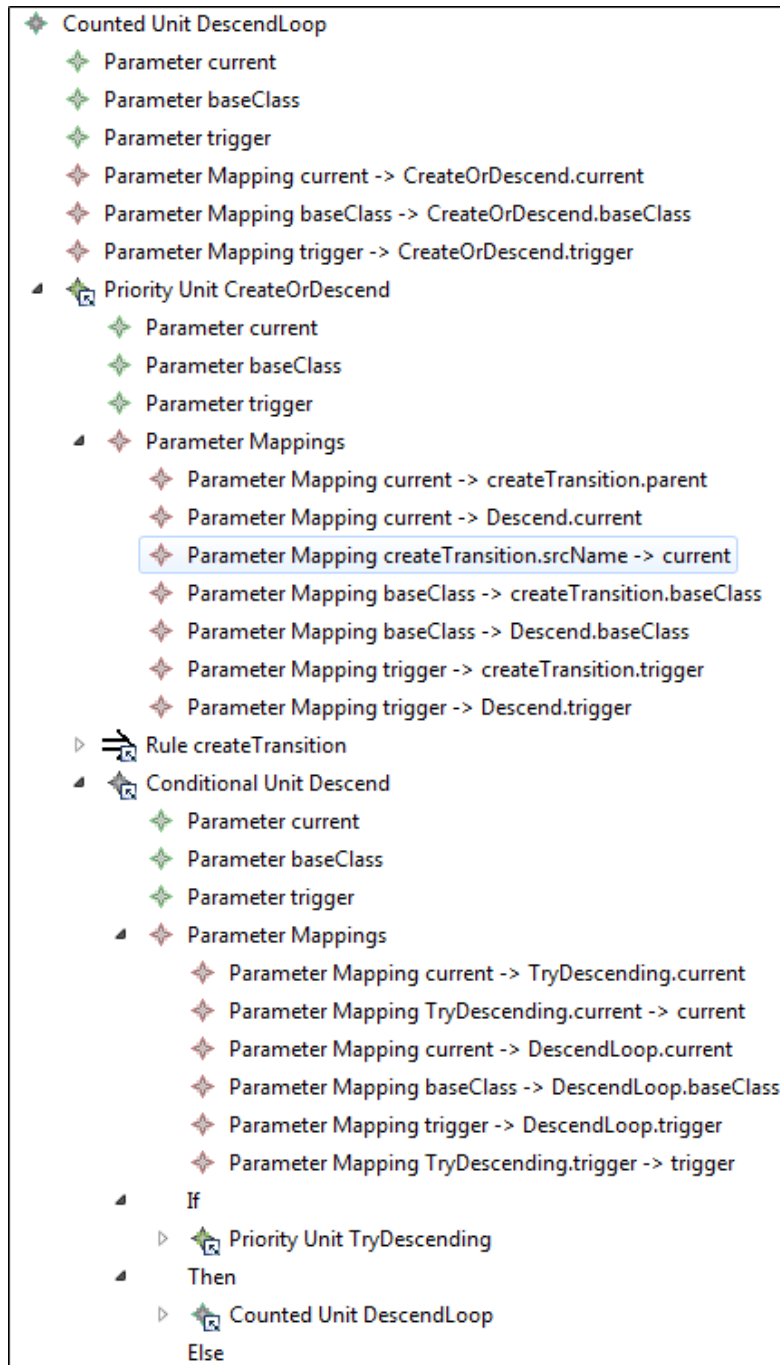 Counted Unit DescendLoop
Parameter current
Parameter baseClass
Parameter trigger
Parameter Mapping current -> CreateOrDescend.current
Parameter Mapping baseClass -> CreateOrDescend.baseClass
Parameter Mapping trigger -> CreateOrDescend.trigger
Priority Unit CreateOrDescend
Parameter current
Parameter baseClass
Parameter trigger
Parameter Mappings
Parameter Mapping current -> createTransition.parent
Parameter Mapping current -> Descend.current
Parameter Mapping createTransition.srcName -> current
Parameter Mapping baseClass -> createTransition.baseClass
Parameter Mapping baseClass -> Descend.baseClass
Parameter Mapping trigger -> createTransition.trigger
Parameter Mapping trigger -> Descend.trigger
Rule createTransition
Conditional Unit Descend
Parameter current
Parameter baseClass
Parameter trigger
Parameter Mappings
Parameter Mapping current -> TryDescending.current
Parameter Mapping TryDescending.current -> current
Parameter Mapping current -> DescendLoop.current
Parameter Mapping baseClass -> DescendLoop.baseClass
Parameter Mapping trigger -> DescendLoop.trigger
Parameter Mapping TryDescending.trigger -> trigger
If
Priority Unit TryDescending
Then
Counted Unit DescendLoop
Else